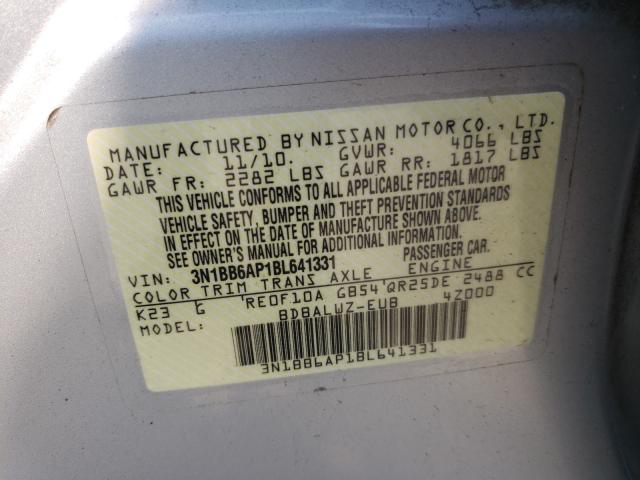 MANUFACTURED BY NISSAN MOTOR CO., LTD.
DATE: 11/10. GVWR: 4066 LBS
GAWR FR: 2282 LBS GAWR RR: 1817 LBS
THIS VEHICLE CONFORMS TO ALL APPLICABLE FEDERAL MOTOR
VEHICLE SAFETY, BUMPER AND THEFT PREVENTION STANDARDS
IN EFFECT ON THE DATE OF MANUFACTURE SHOWN ABOVE.
SEE OWNER'S MANUAL FOR ADDITIONAL INFORMATION.
VIN: 3N1BB6AP1BL641331 PASSENGER CAR.
COLOR TRIM TRANS AXLE ENGINE
K23 G RE0F10A GB54 QR25DE 2488 CC
MODEL: BDBALWZ-EUB 4Z000
3N1BB6AP1BL641331